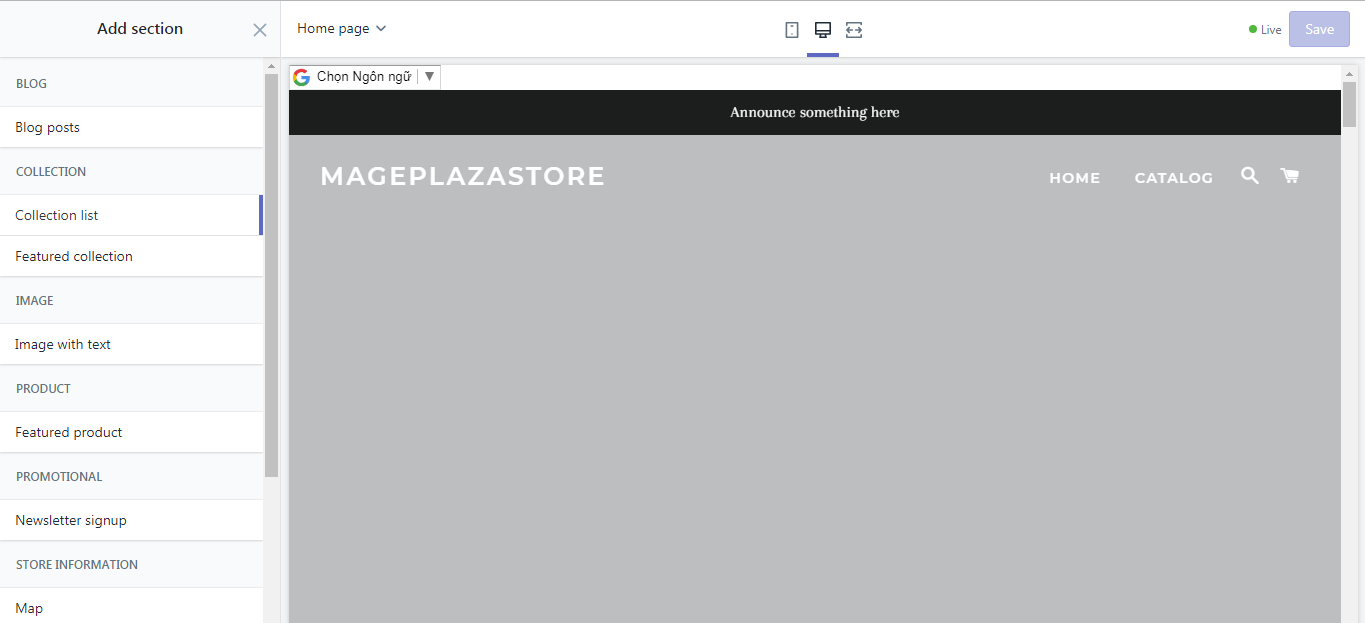 Add section
Home page
Live
Save
BLOG
Blog posts
COLLECTION
Collection list
Featured collection
IMAGE
Image with text
PRODUCT
Featured product
PROMOTIONAL
Newsletter signup
STORE INFORMATION
Map
Chọn Ngôn ngữ
Announce something here
MAGEPLAZASTORE
HOME
CATALOG